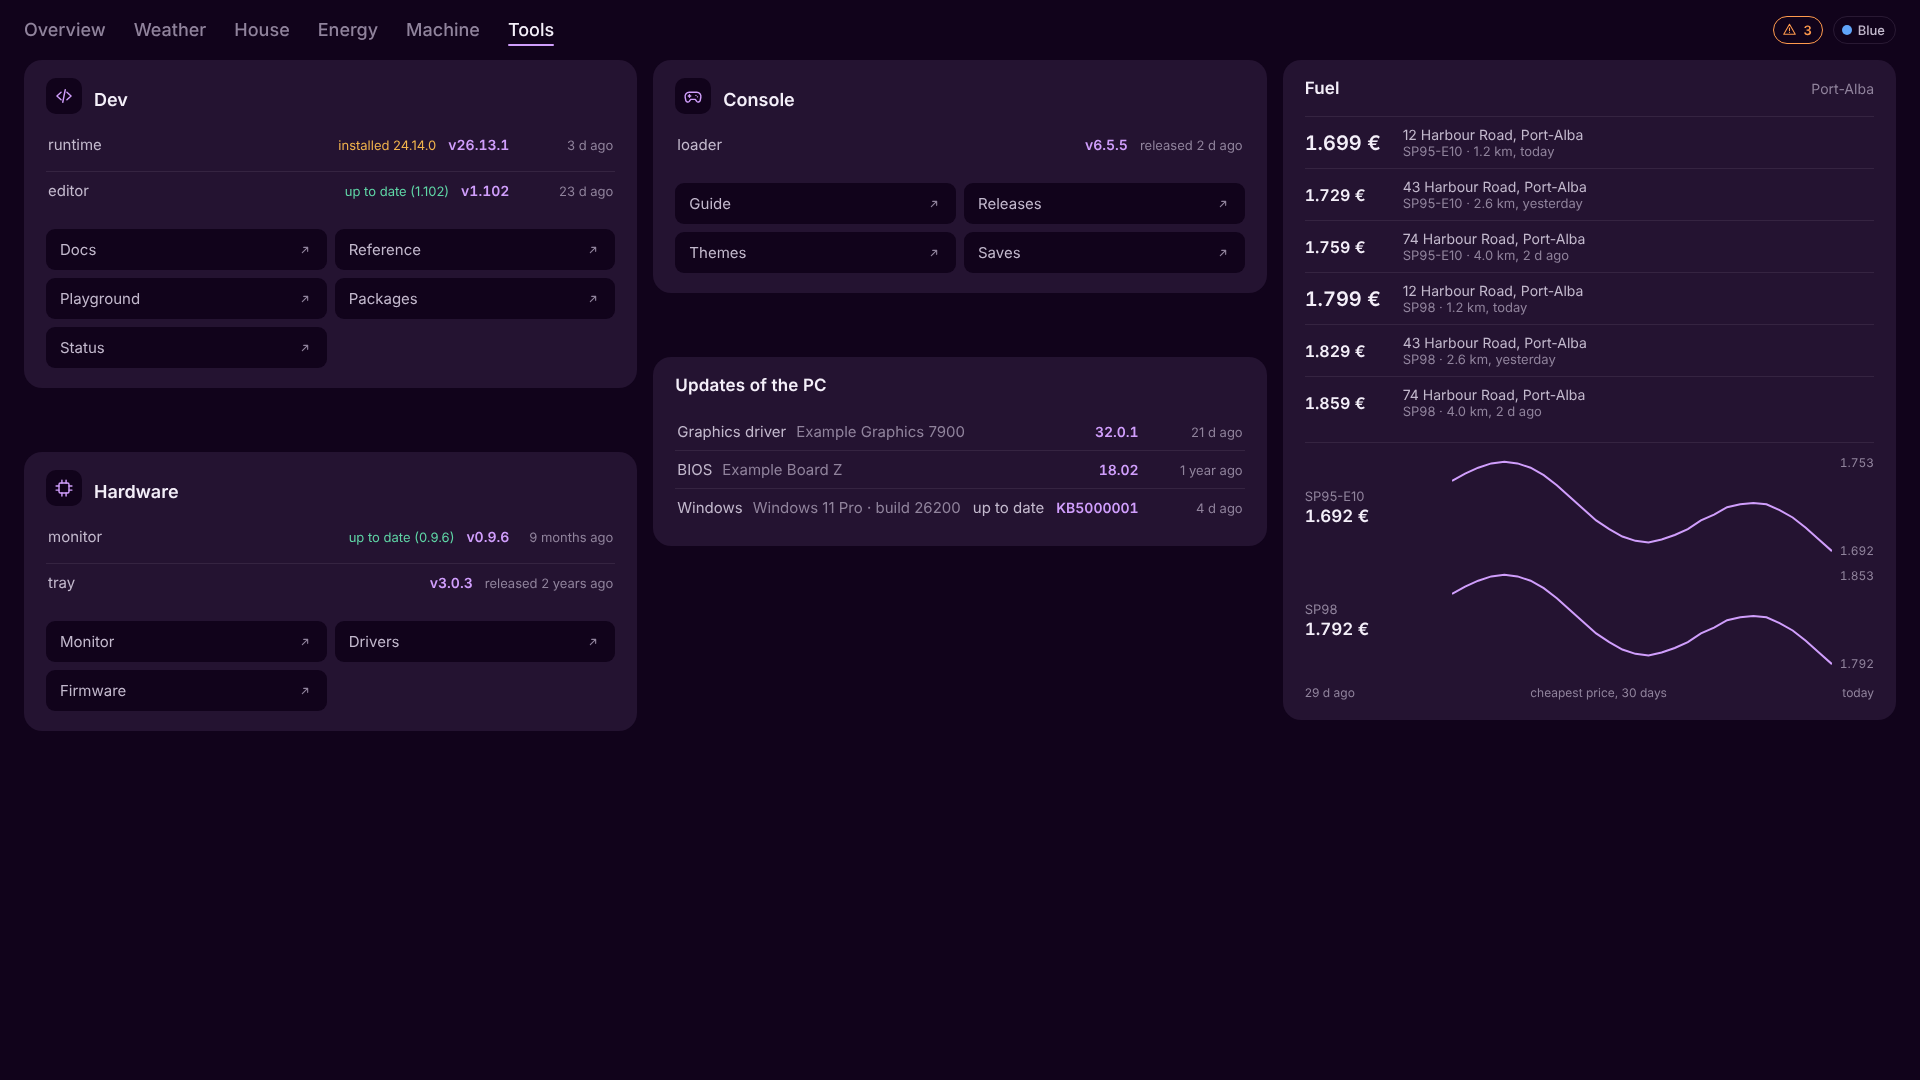 Overview Weather House Energy Machine Tools
3 Blue
Dev
runtime installed 24.14.0 v26.13.1 3 d ago
editor up to date (1.102) v1.102 23 d ago
Docs Reference
Playground Packages
Status
Hardware
monitor up to date (0.9.6) v0.9.6 9 months ago
tray v3.0.3 released 2 years ago
Monitor Drivers
Firmware
Console
loader v6.5.5 released 2 d ago
Guide Releases
Themes Saves
Updates of the PC
Graphics driver Example Graphics 7900 32.0.1 21 d ago
BIOS Example Board Z 18.02 1 year ago
Windows Windows 11 Pro · build 26200 up to date KB5000001 4 d ago
Fuel Port-Alba
1.699 € 12 Harbour Road, Port-Alba
SP95-E10 · 1.2 km, today
1.729 € 43 Harbour Road, Port-Alba
SP95-E10 · 2.6 km, yesterday
1.759 € 74 Harbour Road, Port-Alba
SP95-E10 · 4.0 km, 2 d ago
1.799 € 12 Harbour Road, Port-Alba
SP98 · 1.2 km, today
1.829 € 43 Harbour Road, Port-Alba
SP98 · 2.6 km, yesterday
1.859 € 74 Harbour Road, Port-Alba
SP98 · 4.0 km, 2 d ago
1.753
SP95-E10
1.692 €
1.692
1.853
SP98
1.792 €
1.792
29 d ago cheapest price, 30 days today